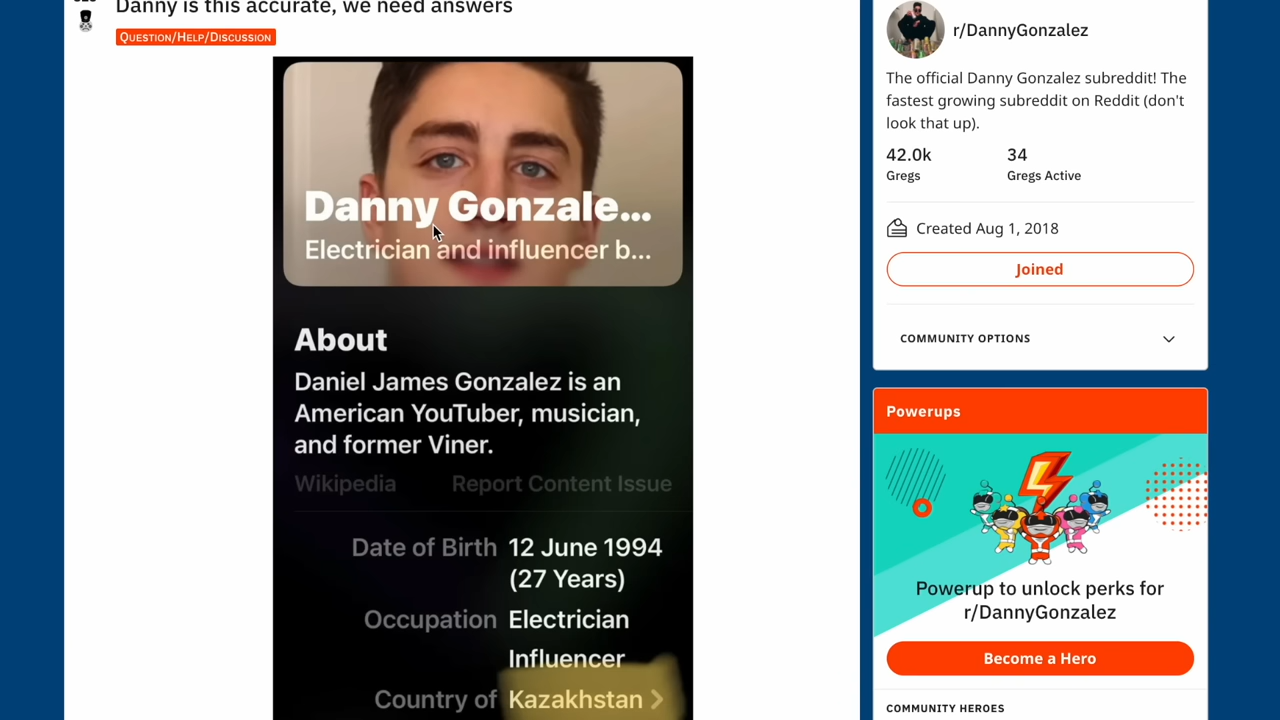 Danny is this accurate, we need answers
QUESTION/HELP/DISCUSSION
Danny Gonzale...
Electrician and influencer b...
About
Daniel James Gonzalez is an
American YouTuber, musician,
and former Viner.
Wikipedia Report Content Issue
Date of Birth 12 June 1994
(27 Years)
Occupation Electrician
Influencer
Country of Kazakhstan
r/DannyGonzalez
The official Danny Gonzalez subreddit! The
fastest growing subreddit on Reddit (don't
look that up).
42.0k 34
Gregs Gregs Active
Created Aug 1, 2018
Joined
COMMUNITY OPTIONS
Powerups
Powerup to unlock perks for
r/DannyGonzalez
Become a Hero
COMMUNITY HEROES